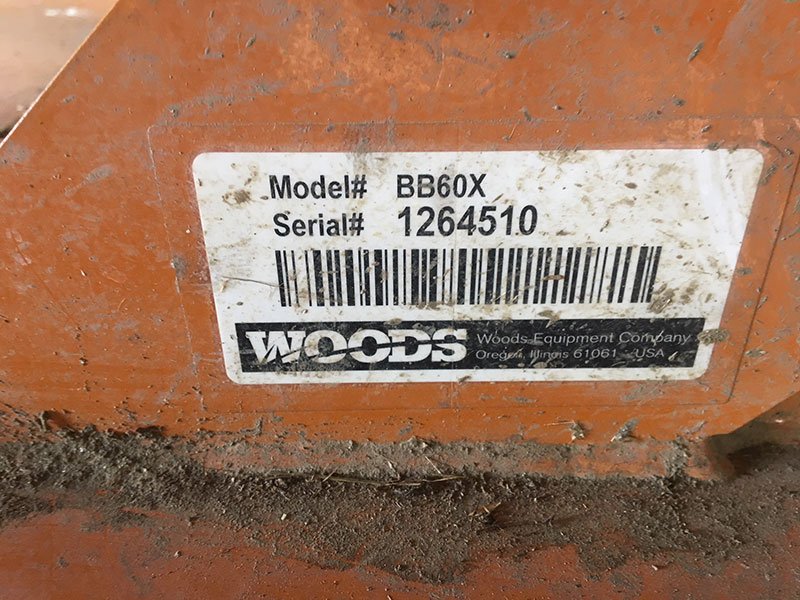 Model# BB60X
Serial# 1264510
WOODS
Woods Equipment Company
Oregon, Illinois 61061 - USA